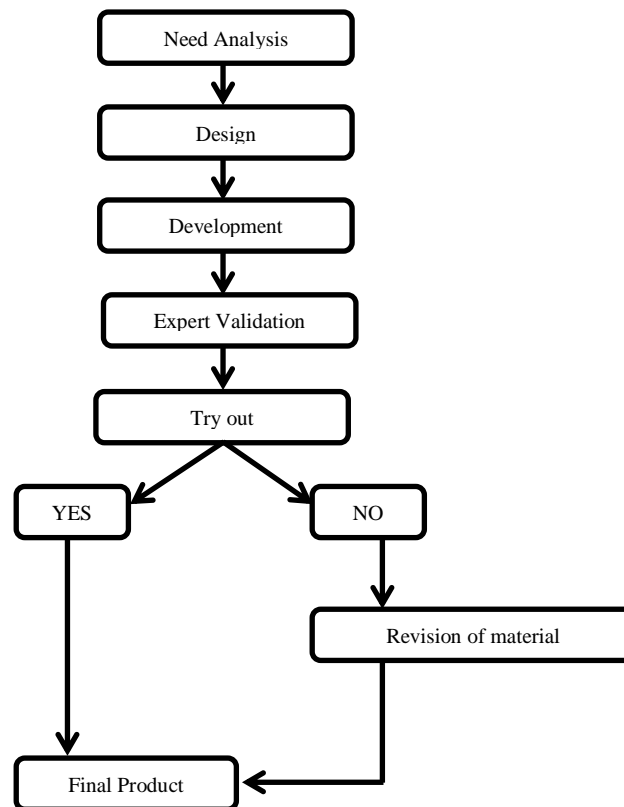 Need Analysis
Design
Development
Expert Validation
Try out
YES
NO
Revision of material
Final Product